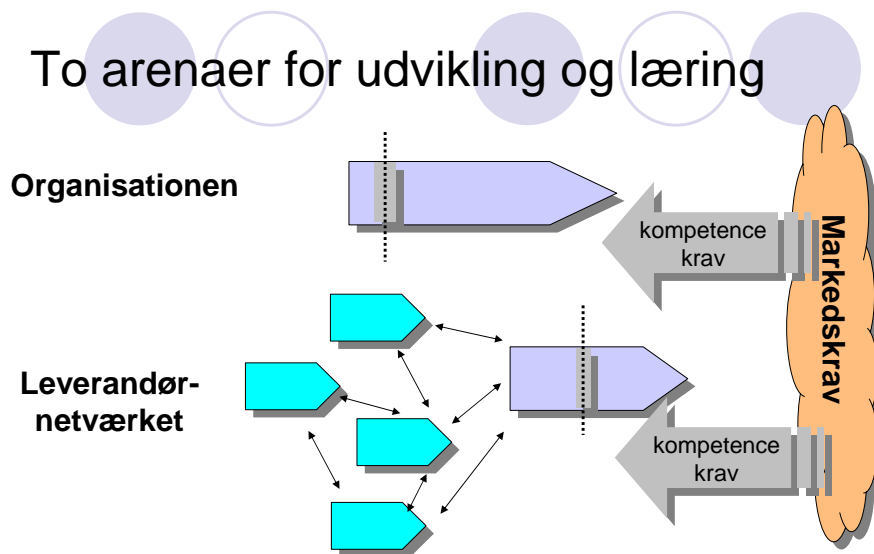 To arenaer for udvikling og læring
Organisationen
kompetence
krav
Markedskrav
Leverandør-
netværket
kompetence
krav